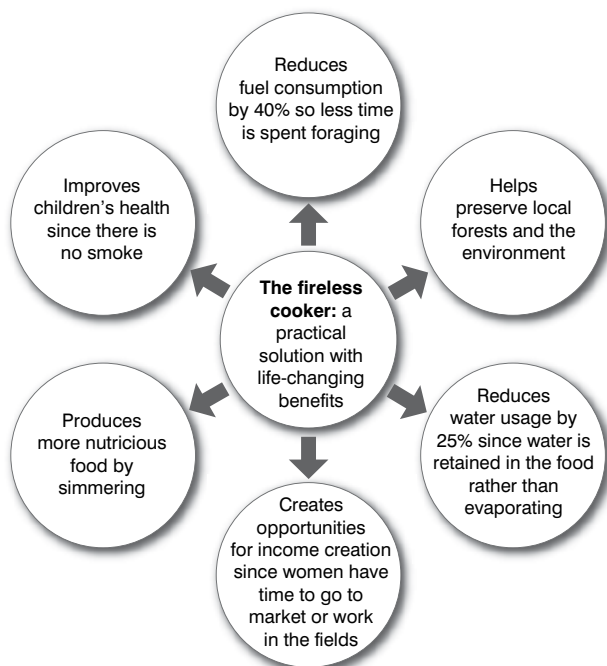 Reduces
fuel consumption
by 40% so less time
is spent foraging
Improves
children's health
since there is
no smoke
Helps
preserve local
forests and the
environment
The fireless
cooker: a
practical
solution with
life-changing
benefits
Produces
more nutricious
food by
simmering
Reduces
water usage by
25% since water is
retained in the food
rather than
evaporating
Creates
opportunities
for income creation
since women have
time to go to
market or work
in the fields